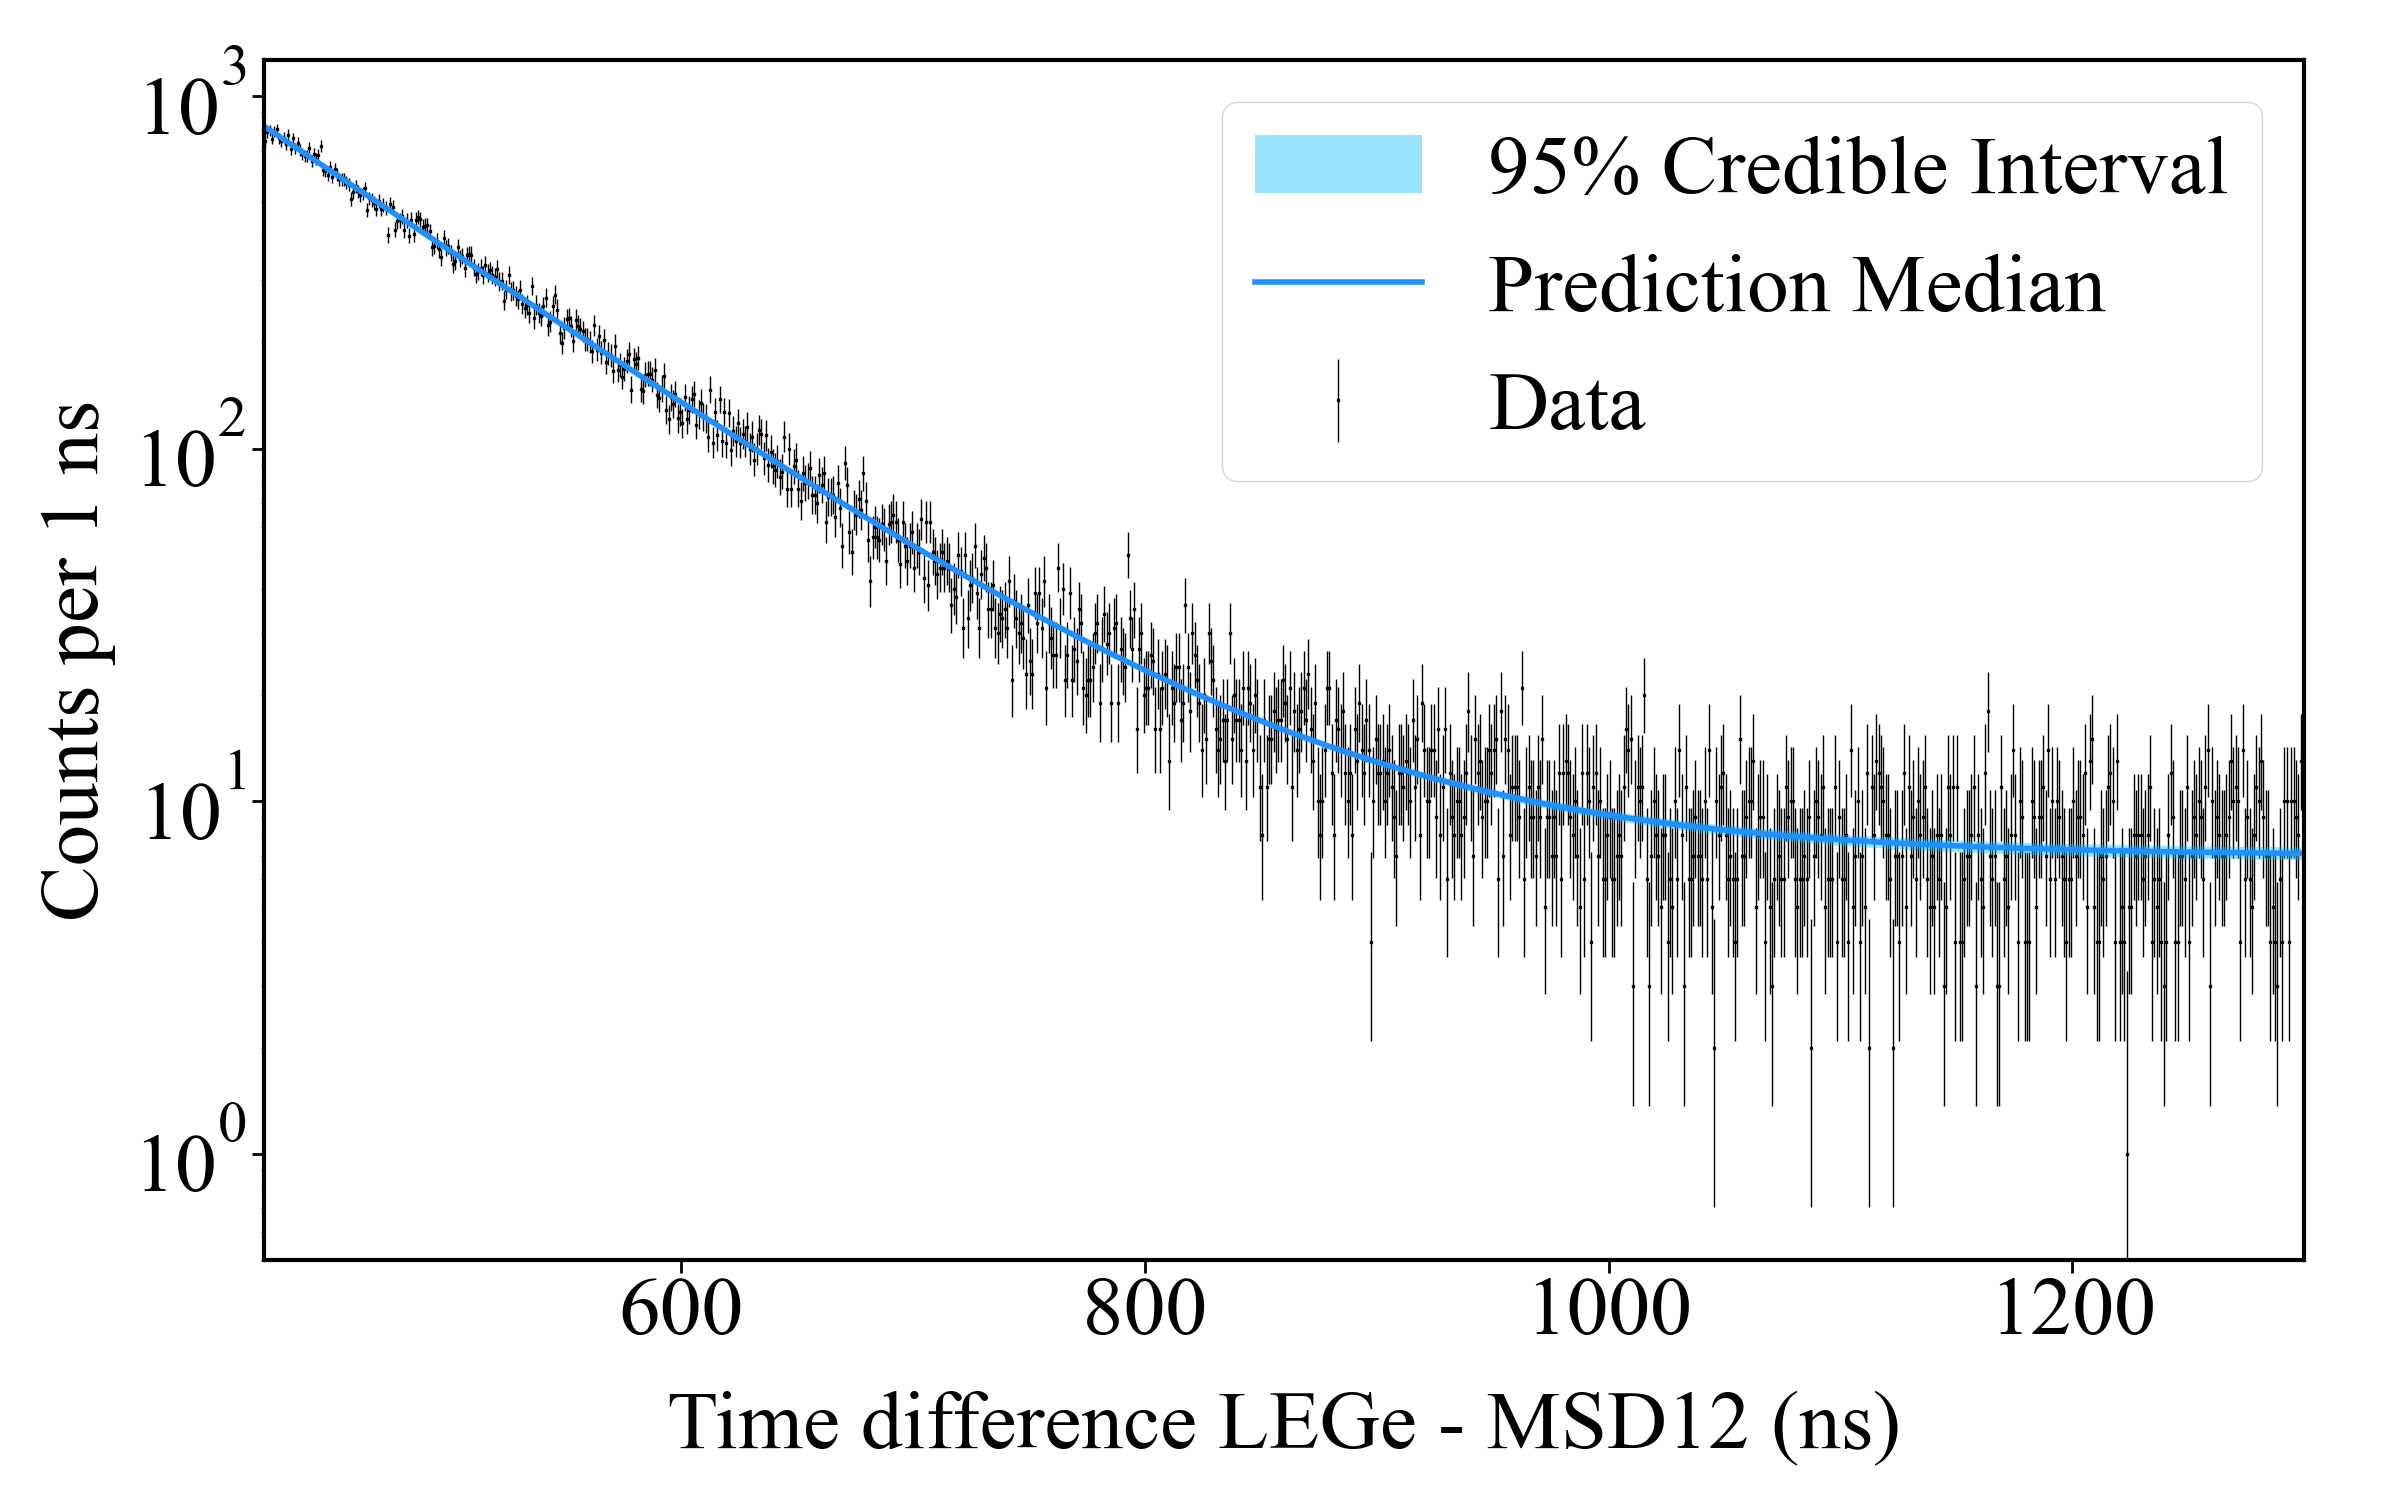 10^3
10^2
10^1
10^0
Counts per 1 ns
95% Credible Interval
Prediction Median
Data
600 800 1000 1200
Time difference LEGe - MSD12 (ns)